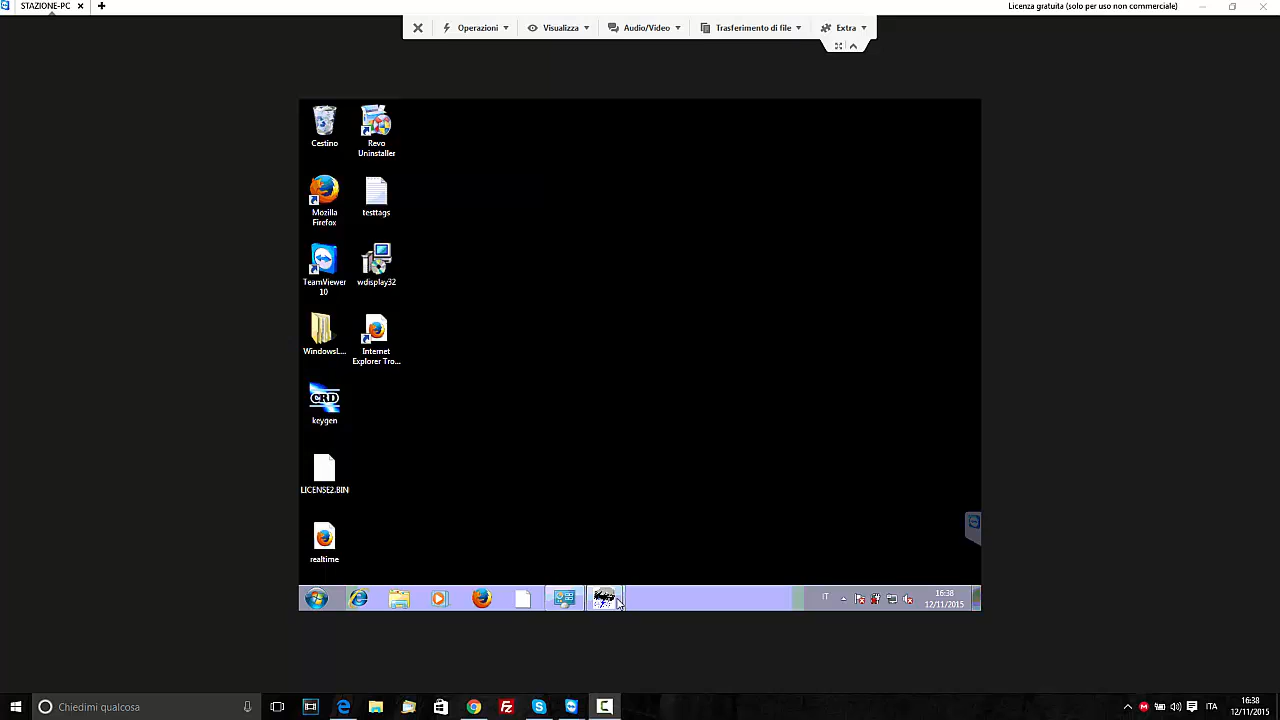 STAZIONE-PC
Licenza gratuita (solo per uso non commerciale)
Operazioni
Visualizza
Audio/Video
Trasferimento di file
Extra
Cestino
Revo Uninstaller
Mozilla Firefox
testtags
TeamViewer 10
wdisplay32
WindowsL...
Internet Explorer Tro...
CRD
keygen
LICENSE2.BIN
realtime
IT
16:38
12/11/2015
Chiedimi qualcosa
ITA
16:38
12/11/2015